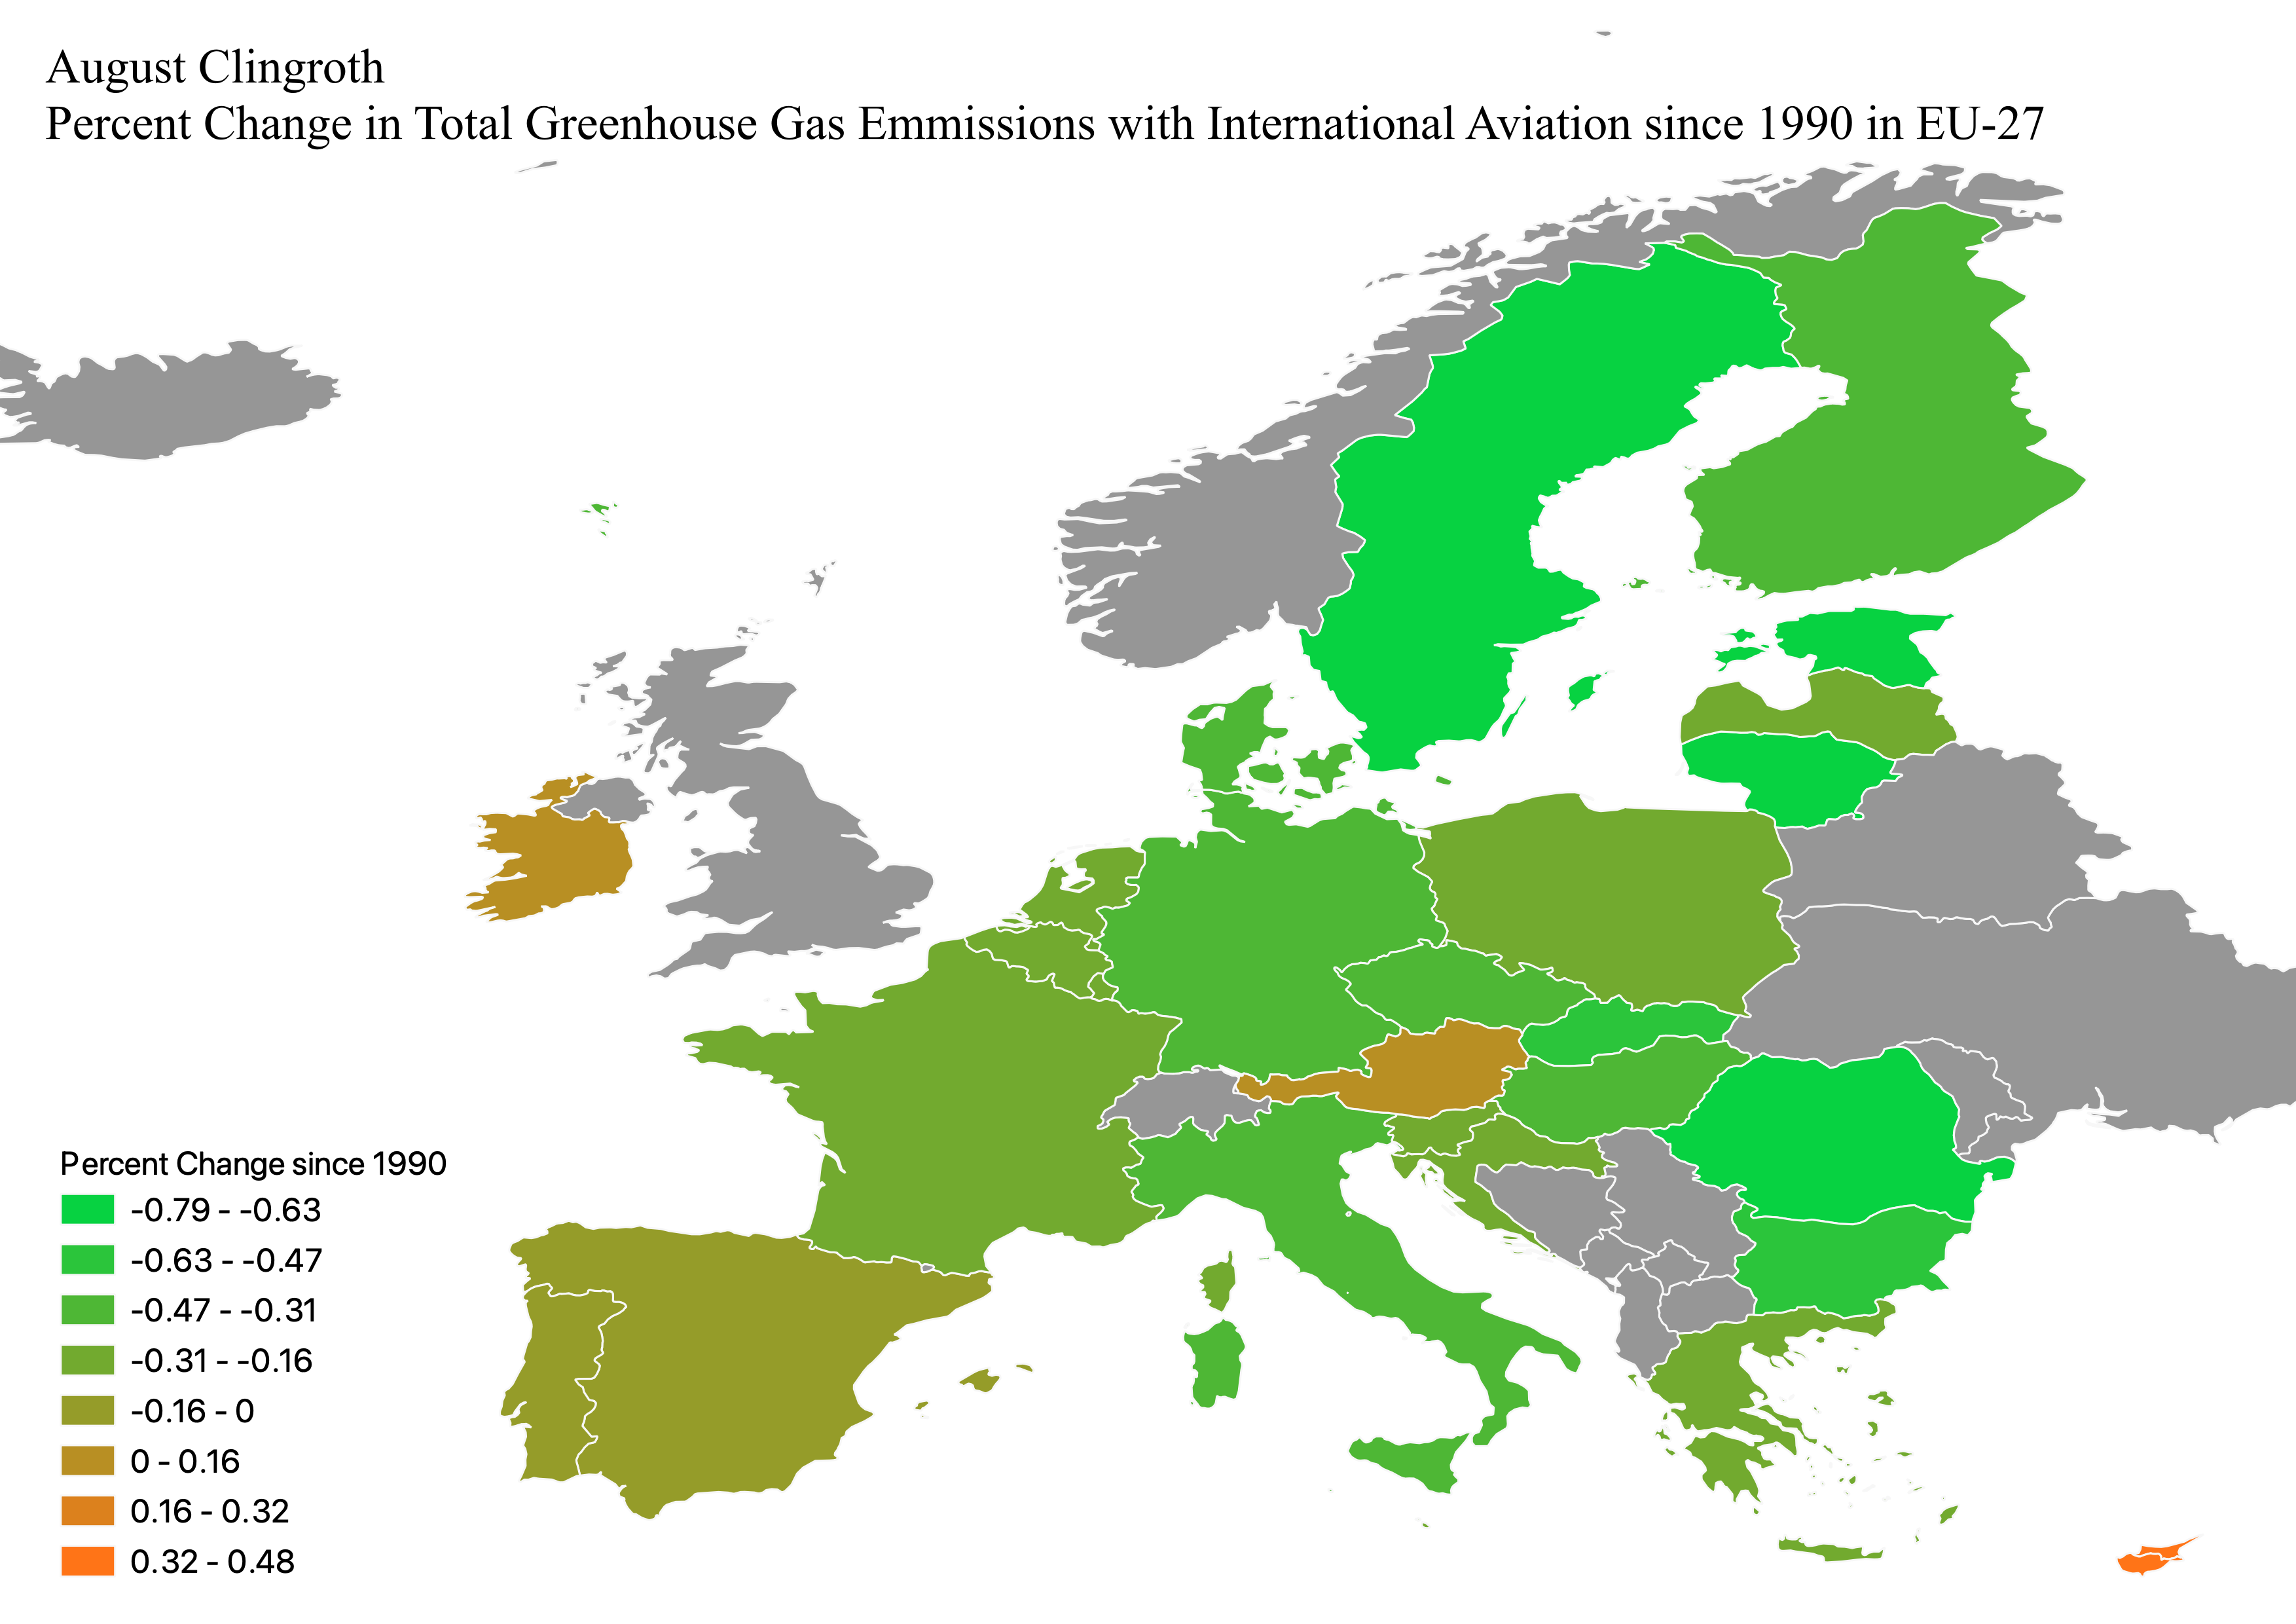 August Clingroth
Percent Change in Total Greenhouse Gas Emmissions with International Aviation since 1990 in EU-27
Percent Change since 1990
-0.79 - -0.63
-0.63 - -0.47
-0.47 - -0.31
-0.31 - -0.16
-0.16 - 0
0 - 0.16
0.16 - 0.32
0.32 - 0.48